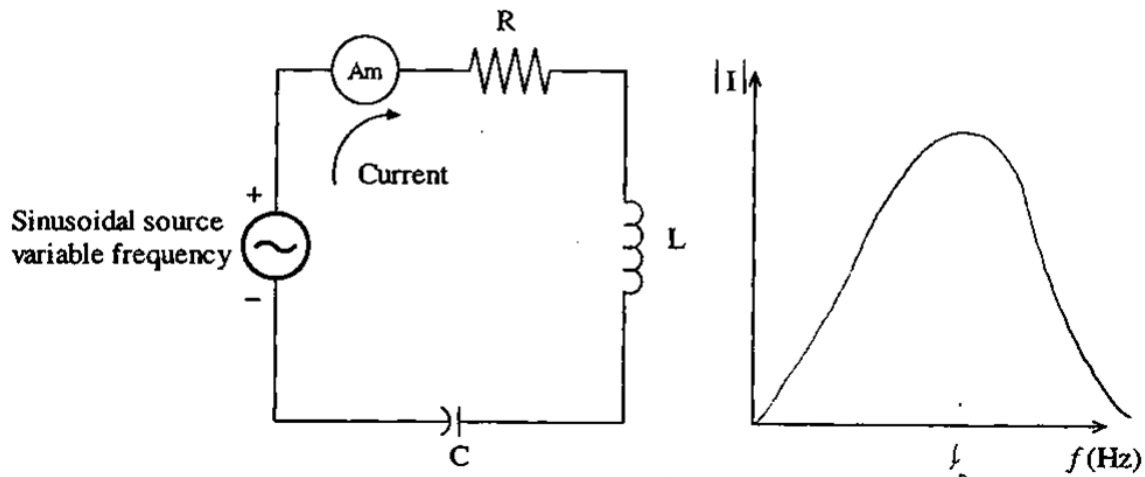 R
Am
Current
+
Sinusoidal source
variable frequency
−
L
C
|I|
f(Hz)